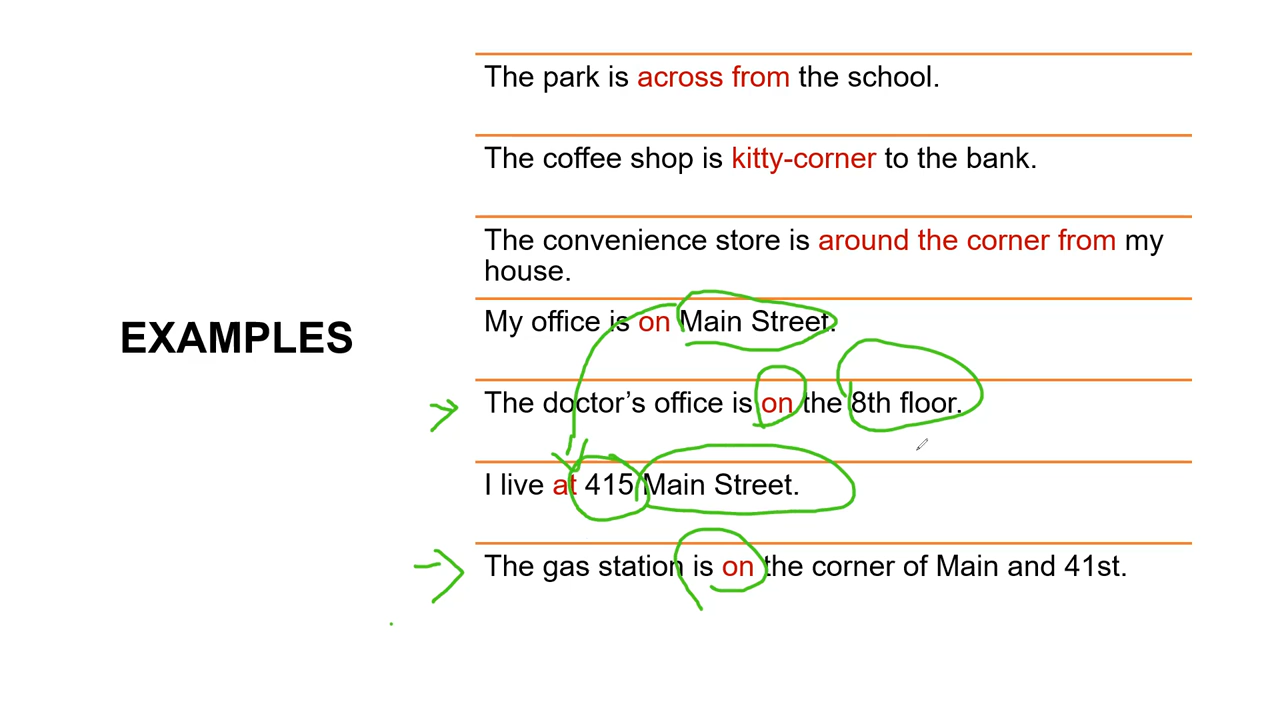 EXAMPLES
The park is across from the school.
The coffee shop is kitty-corner to the bank.
The convenience store is around the corner from my
house.
My office is on Main Street.
The doctor’s office is on the 8th floor.
I live at 415 Main Street.
The gas station is on the corner of Main and 41st.